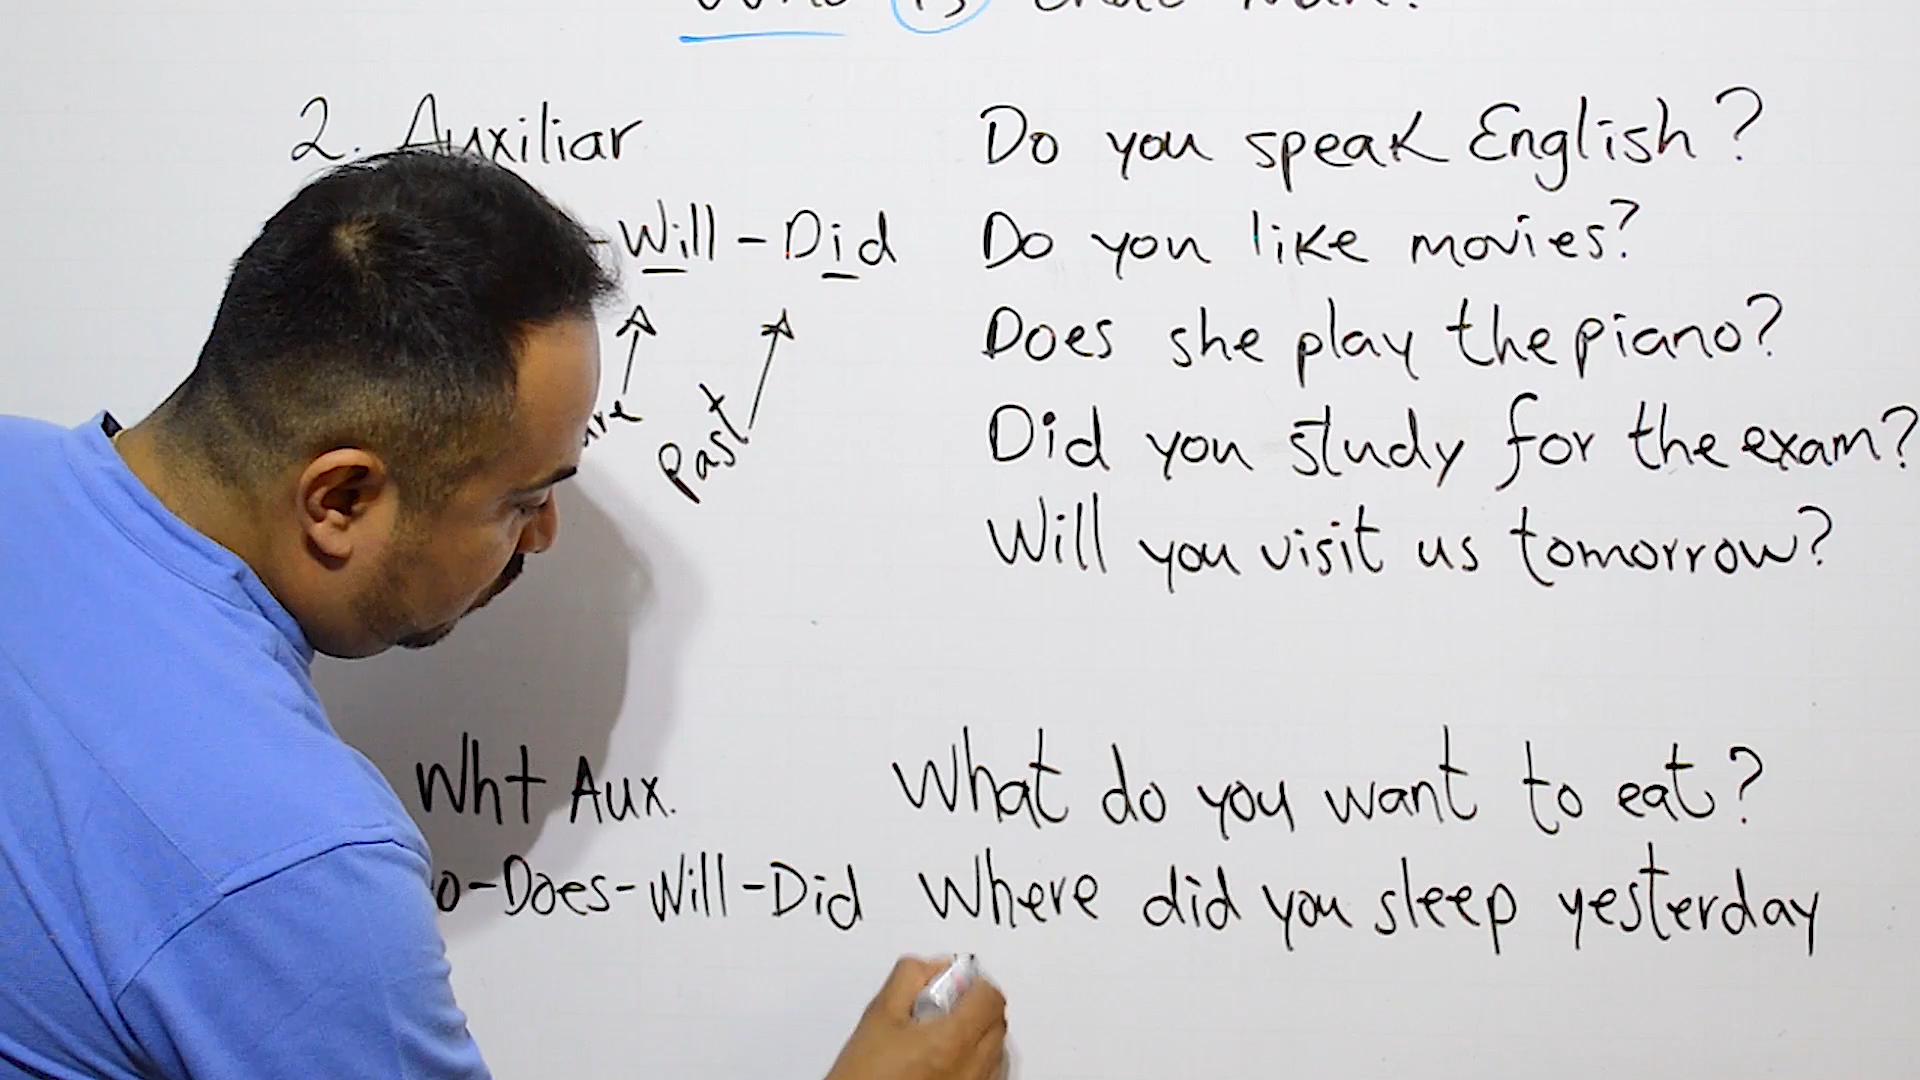 is
2. Auxiliar
- Will - Did
Past
Do you speak English?
Do you like movies?
Does she play the piano?
Did you study for the exam?
Will you visit us tomorrow?
Wh+ Aux.
What do you want to eat?
o-Does-Will-Did
Where did you sleep yesterday